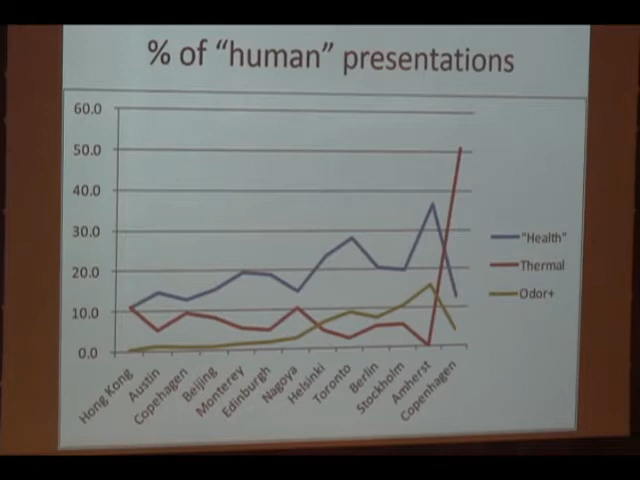 % of “human” presentations
60.0
50.0
40.0
30.0
20.0
10.0
0.0
"Health"
Thermal
Odor+
Hong Kong
Austin
Copehagen
Beijing
Monterey
Edinburgh
Nagoya
Helsinki
Toronto
Berlin
Stockholm
Amherst
Copenhagen